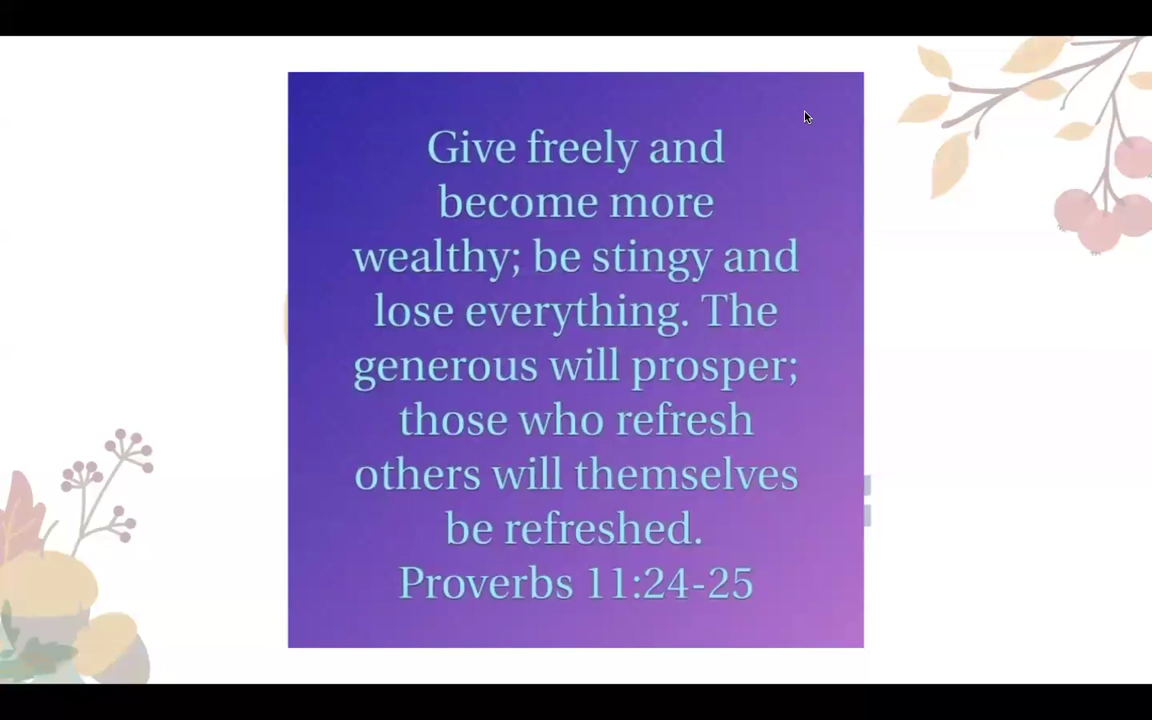 Give freely and
become more
wealthy; be stingy and
lose everything. The
generous will prosper;
those who refresh
others will themselves
be refreshed.
Proverbs 11:24-25